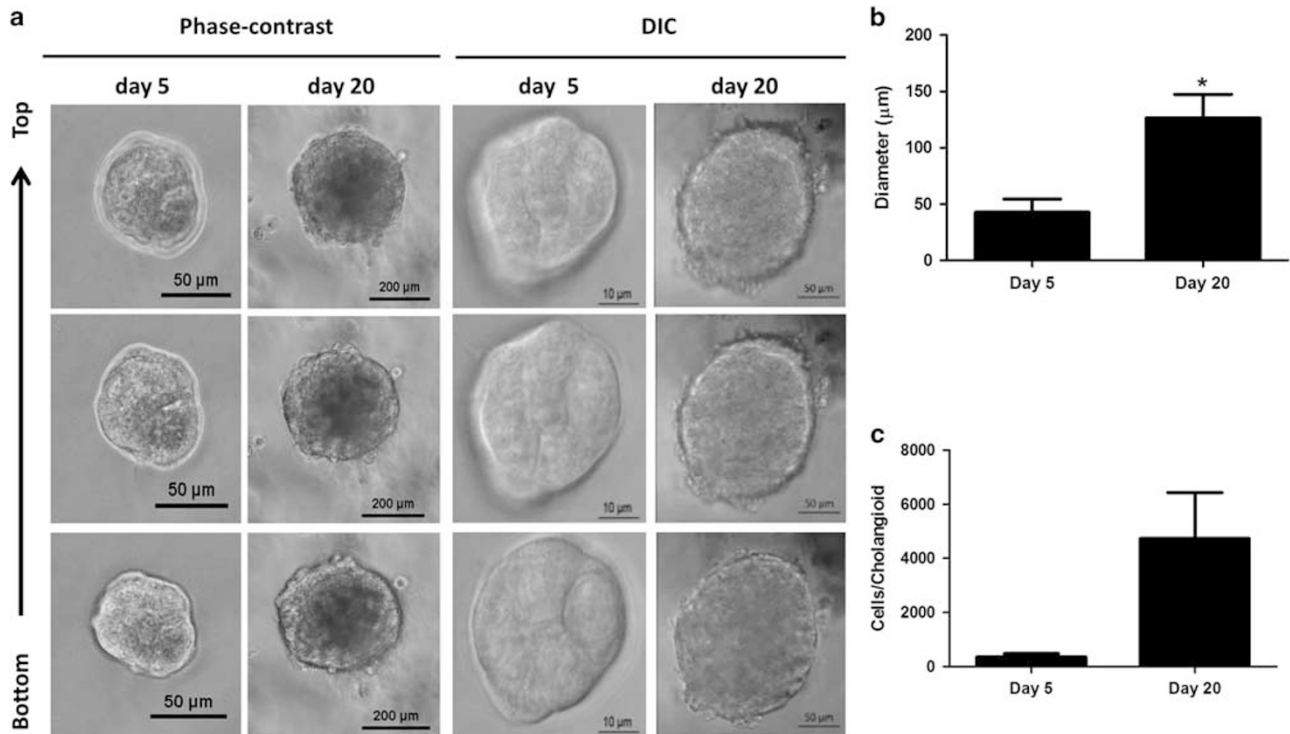 a
Phase-contrast
DIC
day 5
day 20
day 5
day 20
Top
Bottom
50 µm
200 µm
10 µm
50 µm
50 µm
200 µm
10 µm
50 µm
50 µm
200 µm
10 µm
50 µm
b
Diameter (µm)
200
150
100
50
0
*
Day 5
Day 20
c
Cells/Cholangioid
8000
6000
4000
2000
0
Day 5
Day 20